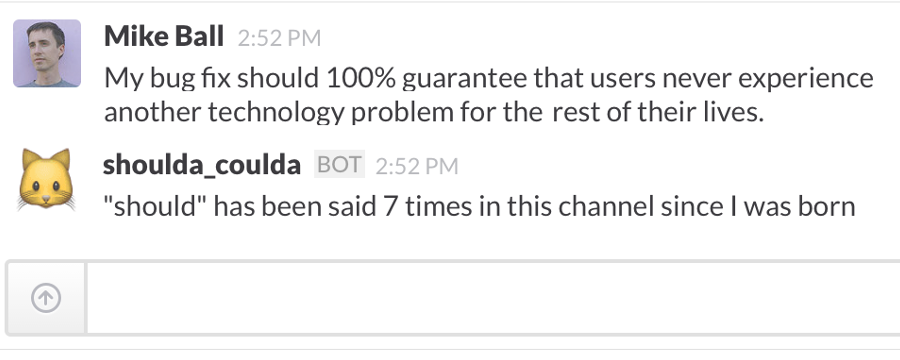 Mike Ball 2:52 PM
My bug fix should 100% guarantee that users never experience
another technology problem for the rest of their lives.
shoulda_coulda BOT 2:52 PM
"should" has been said 7 times in this channel since I was born